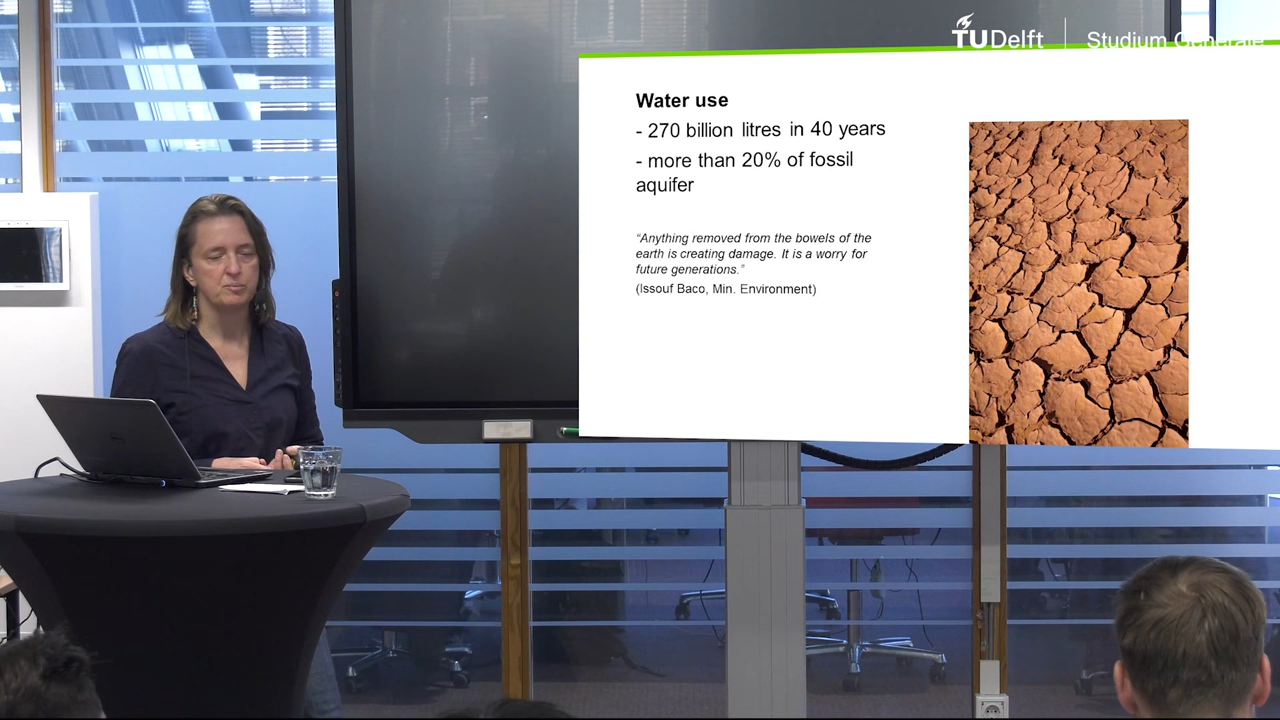 TUDelft | Studium Generale
Water use
- 270 billion litres in 40 years
- more than 20% of fossil
aquifer
“Anything removed from the bowels of the
earth is creating damage. It is a worry for
future generations.”
(Issouf Baco, Min. Environment)